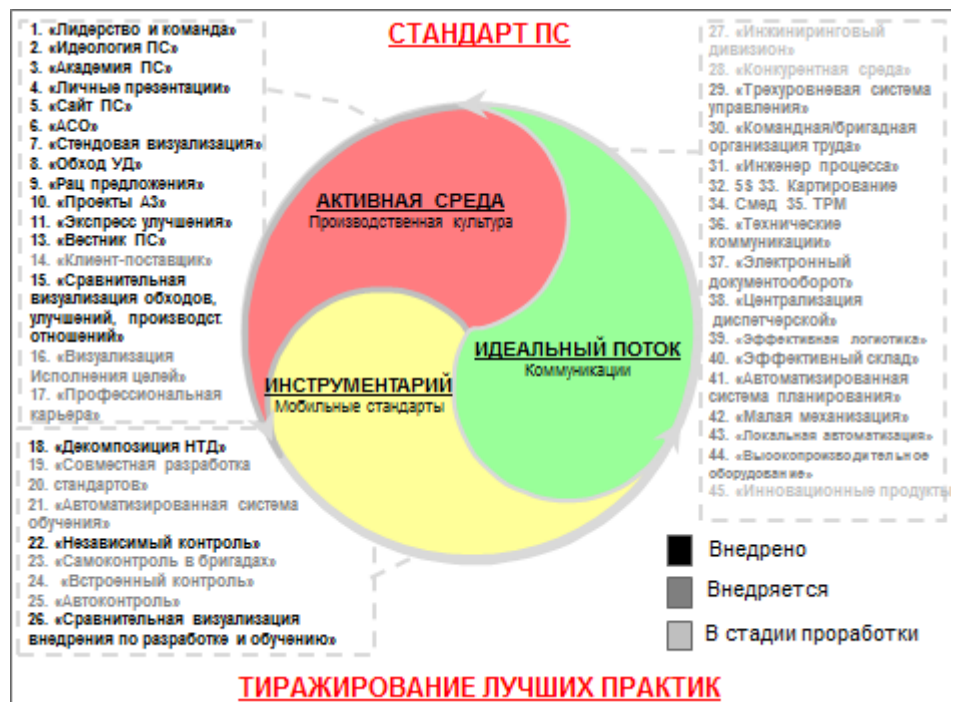 СТАНДАРТ ПС
1. «Лидерство и команда»
2. «Идеология ПС»
3. «Академия ПС»
4. «Личные презентации»
5. «Сайт ПС»
6. «АСО»
7. «Стендовая визуализация»
8. «Обход УД»
9. «Рац предложения»
10. «Проекты А3»
11. «Экспресс улучшения»
13. «Вестник ПС»
14. «Клиент-поставщик»
15. «Сравнительная
визуализация обходов,
улучшений, производст.
отношений»
16. «Визуализация
Исполнения целей»
17. «Профессиональная
карьера»
18. «Декомпозиция НТД»
19. «Совместная разработка
20. стандартов»
21. «Автоматизированная система
обучения»
22. «Независимый контроль»
23. «Самоконтроль в бригадах»
24. «Встроенный контроль»
25. «Автоконтроль»
26. «Сравнительная визуализация
внедрения по разработке и обучению»
АКТИВНАЯ СРЕДА
Производственная культура
ИДЕАЛЬНЫЙ ПОТОК
Коммуникации
ИНСТРУМЕНТАРИЙ
Мобильные стандарты
27. «Инжиниринговый
дивизион»
28. «Конкурентная среда»
29. «Трехуровневая система
управления»
30. «Командная/бригадная
организация труда»
31. «Инженер процесса»
32. 5S 33. Картирование
34. Смед 35. ТРМ
36. «Технические
коммуникации»
37. «Электронный
документооборот»
38. «Централизация
диспетчерской»
39. «Эффективная логистика»
40. «Эффективный склад»
41. «Автоматизированная
система планирования»
42. «Малая механизация»
43. «Локальная автоматизация»
44. «Высокопроизводительное
оборудование»
45. «Инновационные продукты
Внедрено
Внедряется
В стадии проработки
ТИРАЖИРОВАНИЕ ЛУЧШИХ ПРАКТИК